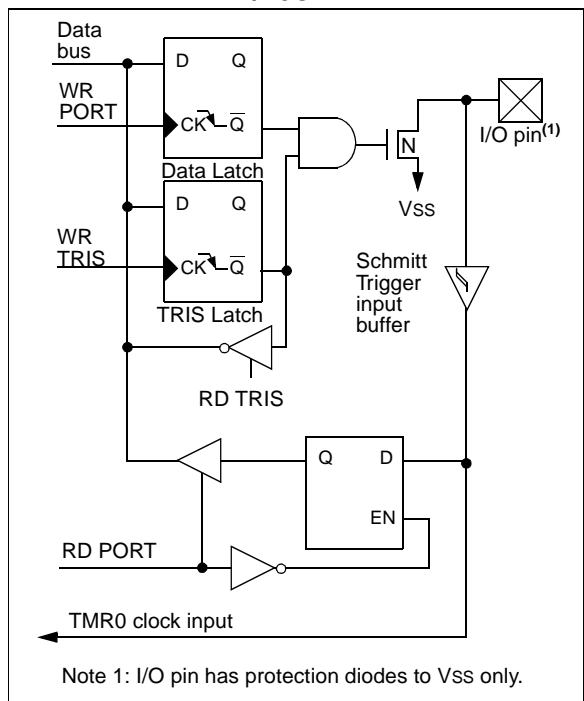 Data
bus
D Q
WR
PORT
CK Q
N
I/O pin(1)
Data Latch
VSS
D Q
WR
TRIS
CK Q
Schmitt
Trigger
input
buffer
TRIS Latch
RD TRIS
Q D
EN
RD PORT
TMR0 clock input
Note 1: I/O pin has protection diodes to VSS only.